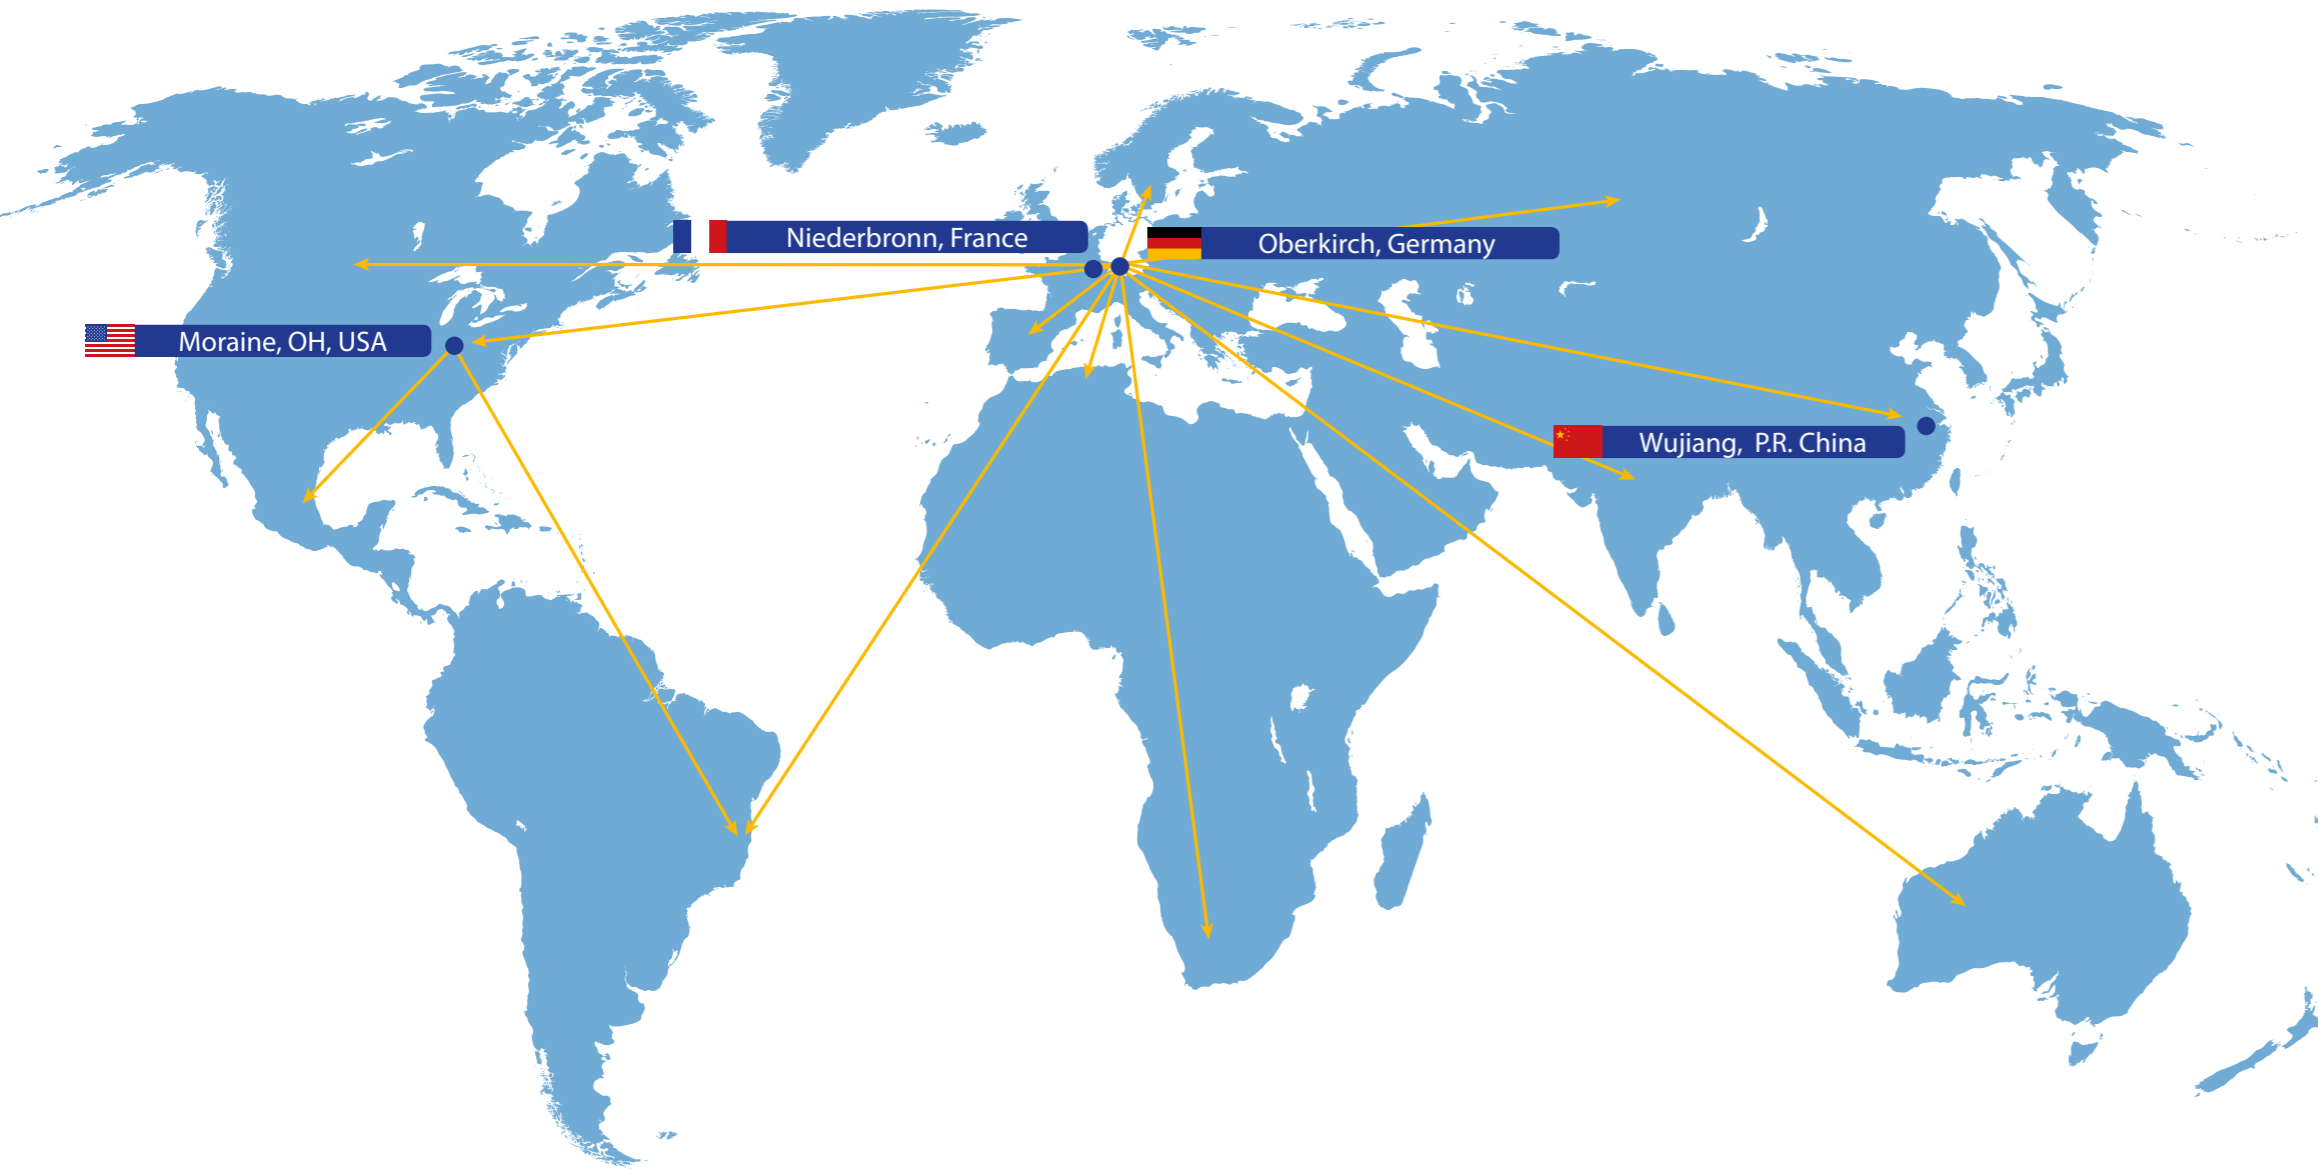 Niederbronn, France
Oberkirch, Germany
Moraine, OH, USA
Wujiang, P.R. China